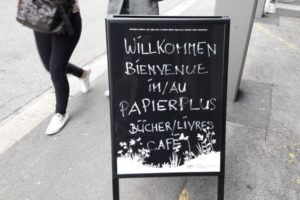 WILLKOMMEN
BIENVENUE
IM/AU
PAPIERPLUS
BÜCHER/LIVRES
CAFÉ